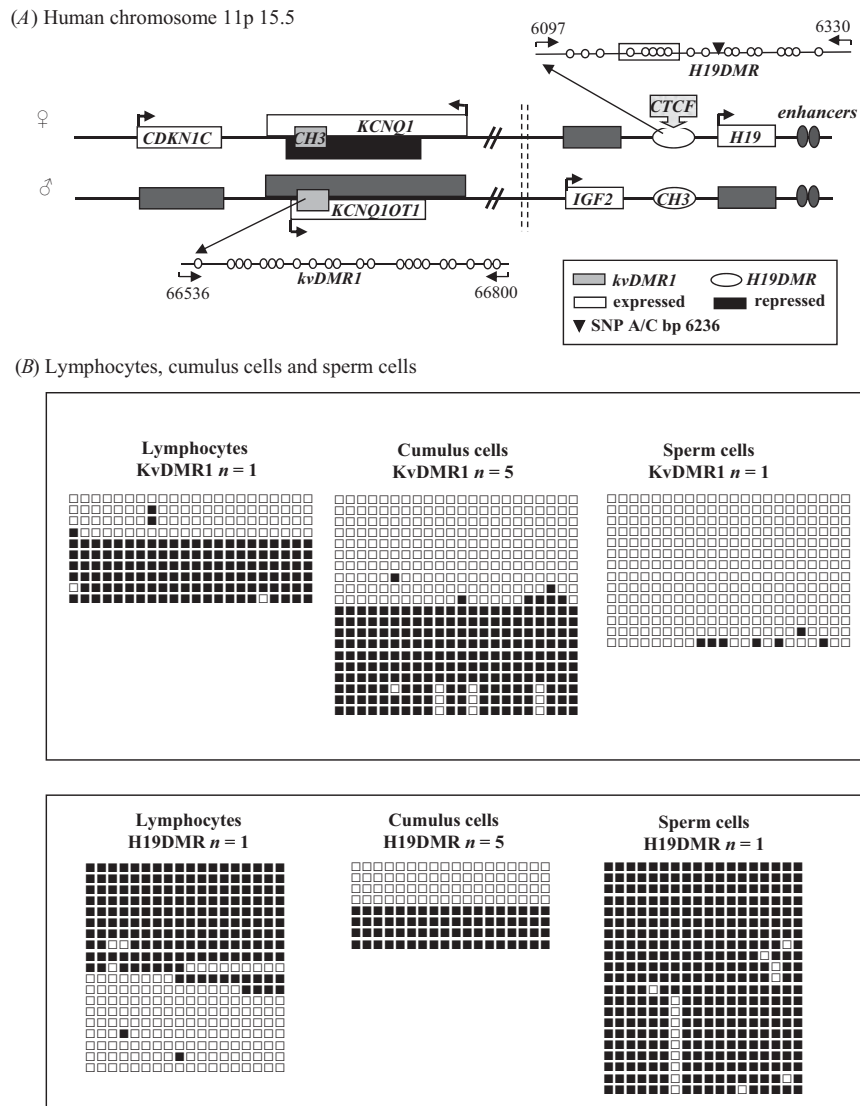 (A) Human chromosome 11p 15.5
6097
6330
H19DMR
♀
CDKN1C
CH3
KCNQ1
CTCF
H19
enhancers
♂
KCNQ1OT1
IGF2
CH3
kvDMR1
66536
66800
kvDMR1
H19DMR
expressed
repressed
SNP A/C bp 6236
(B) Lymphocytes, cumulus cells and sperm cells
Lymphocytes
KvDMR1 n = 1
Cumulus cells
KvDMR1 n = 5
Sperm cells
KvDMR1 n = 1
Lymphocytes
H19DMR n = 1
Cumulus cells
H19DMR n = 5
Sperm cells
H19DMR n = 1